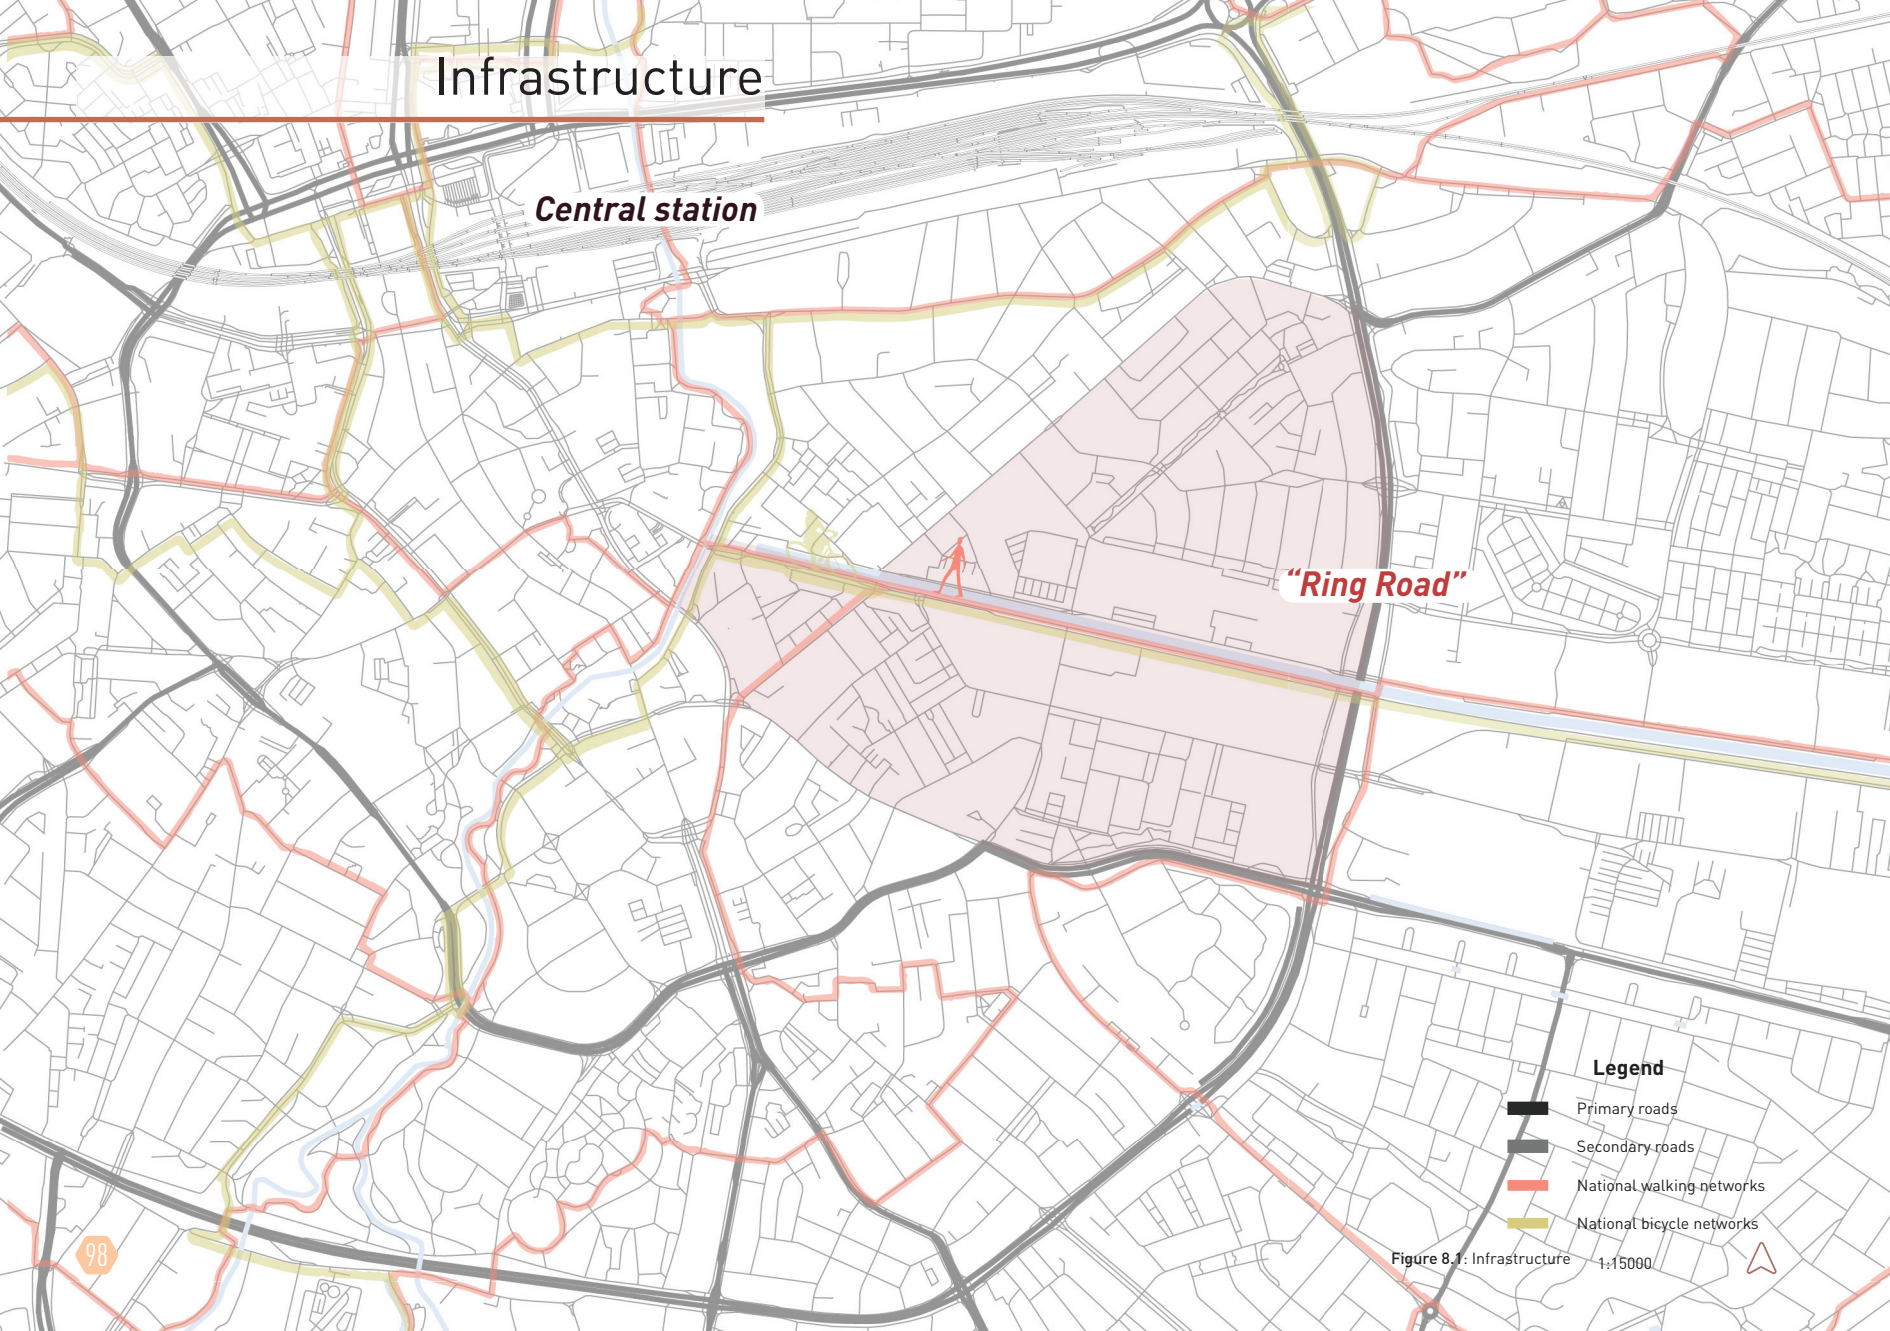 Infrastructure
Central station
“Ring Road”
Legend
Primary roads
Secondary roads
National walking networks
National bicycle networks
Figure 8.1: Infrastructure 1:15000
98